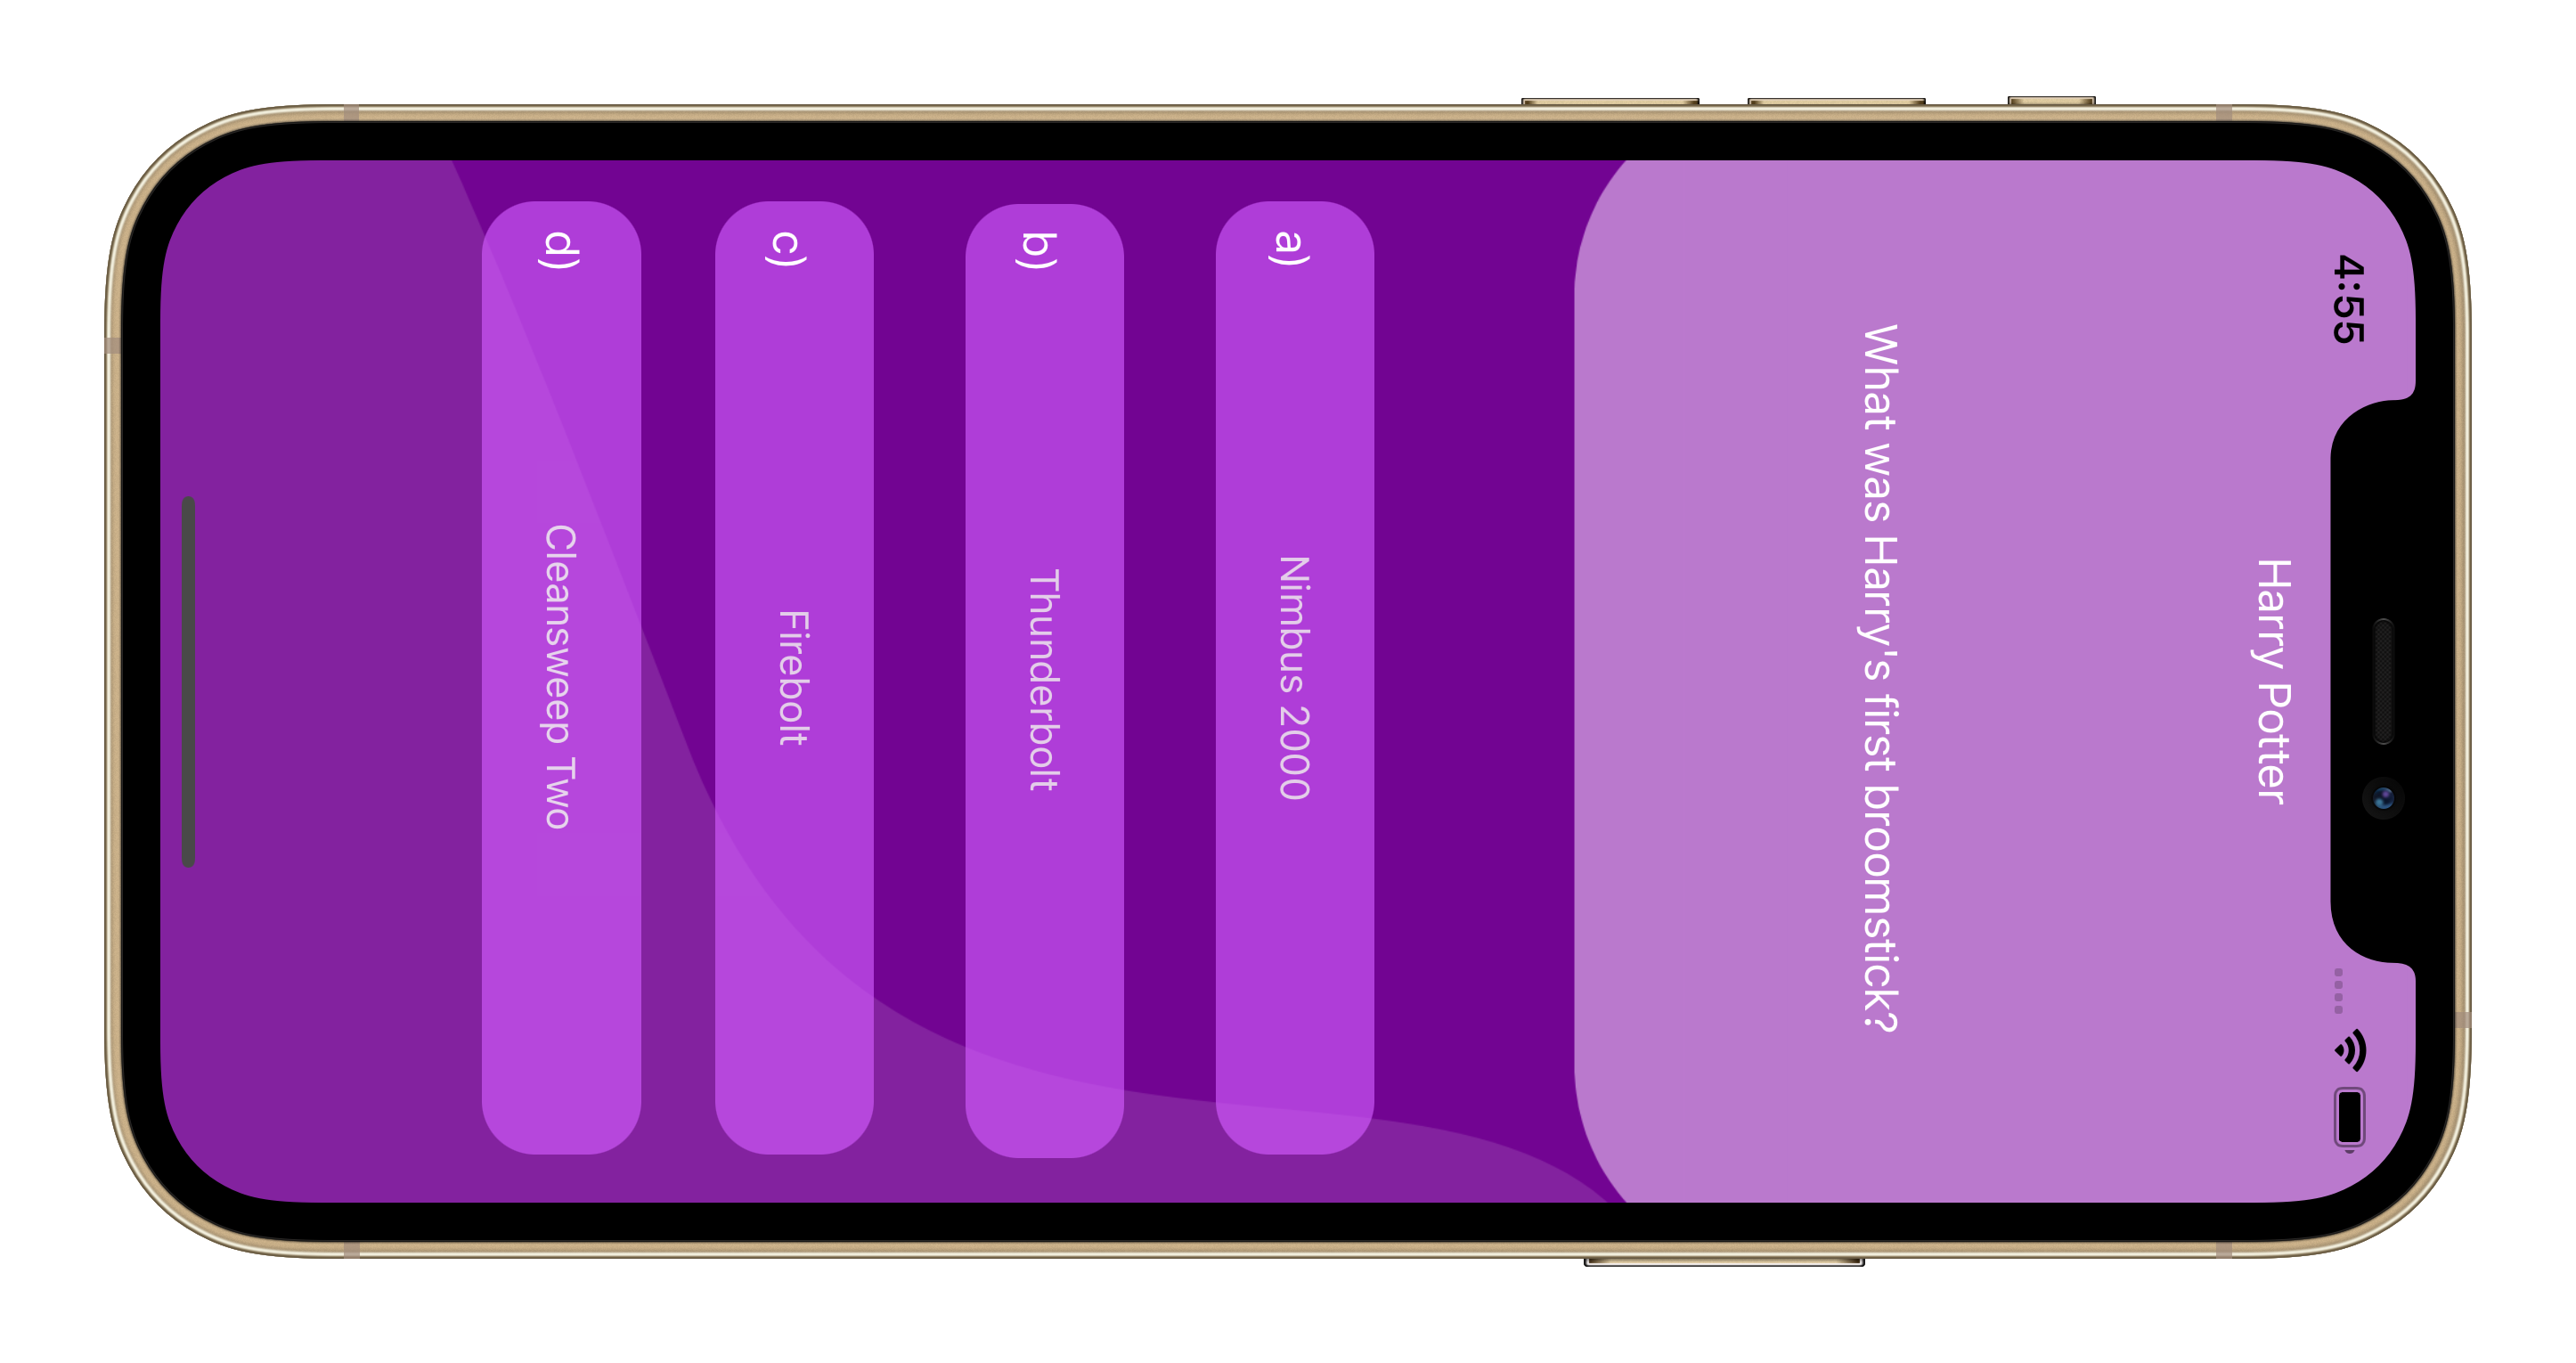 4:55
Harry Potter
What was Harry's first broomstick?
a) Nimbus 2000
b) Thunderbolt
c) Firebolt
d) Cleansweep Two